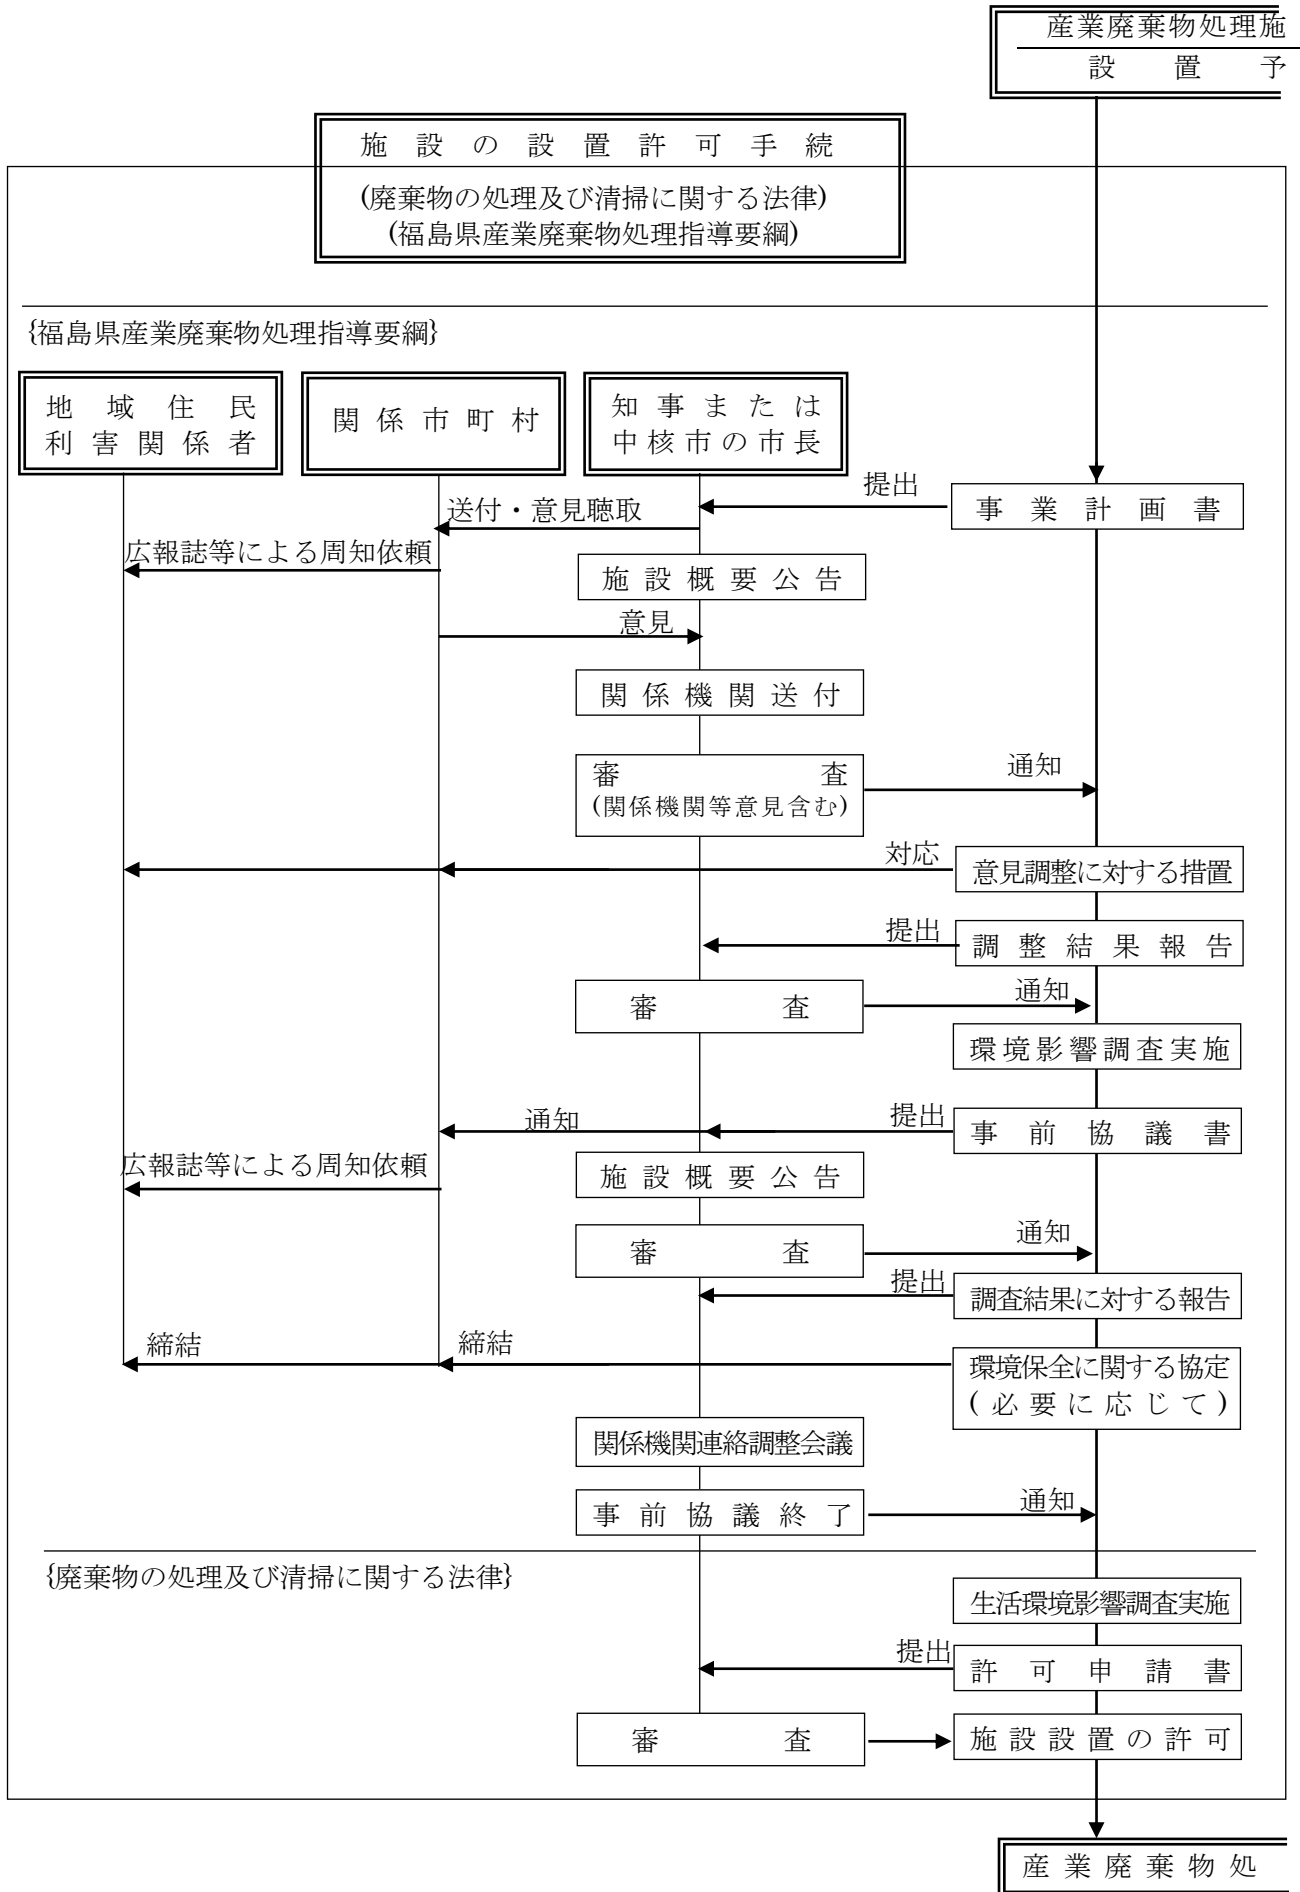 産業廃棄物処理施
設置予
施設の設置許可手続
(廃棄物の処理及び清掃に関する法律)
(福島県産業廃棄物処理指導要綱)
{福島県産業廃棄物処理指導要綱}
地域住民
利害関係者
関係市町村
知事または
中核市の市長
提出
事業計画書
送付・意見聴取
広報誌等による周知依頼
施設概要公告
意見
関係機関送付
審査
(関係機関等意見含む)
通知
対応
意見調整に対する措置
提出
調整結果報告
審査
通知
環境影響調査実施
通知
提出
事前協議書
広報誌等による周知依頼
施設概要公告
審査
通知
提出
調査結果に対する報告
締結
締結
環境保全に関する協定
(必要に応じて)
関係機関連絡調整会議
事前協議終了
通知
{廃棄物の処理及び清掃に関する法律}
生活環境影響調査実施
提出
許可申請書
審査
施設設置の許可
産業廃棄物処